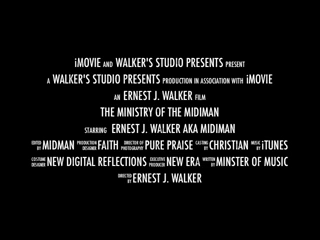 iMOVIE AND WALKER'S STUDIO PRESENTS PRESENT
A WALKER'S STUDIO PRESENTS PRODUCTION IN ASSOCIATION WITH iMOVIE
AN ERNEST J. WALKER FILM
THE MINISTRY OF THE MIDIMAN
STARRING ERNEST J. WALKER AKA MIDIMAN
EDITED BY MIDMAN PRODUCTION DESIGNER FAITH DIRECTOR OF PHOTOGRAPHY PURE PRAISE CASTING BY CHRISTIAN MUSIC BY iTUNES
COSTUME DESIGNER NEW DIGITAL REFLECTIONS EXECUTIVE PRODUCER NEW ERA WRITTEN BY MINSTER OF MUSIC
DIRECTED BY ERNEST J. WALKER